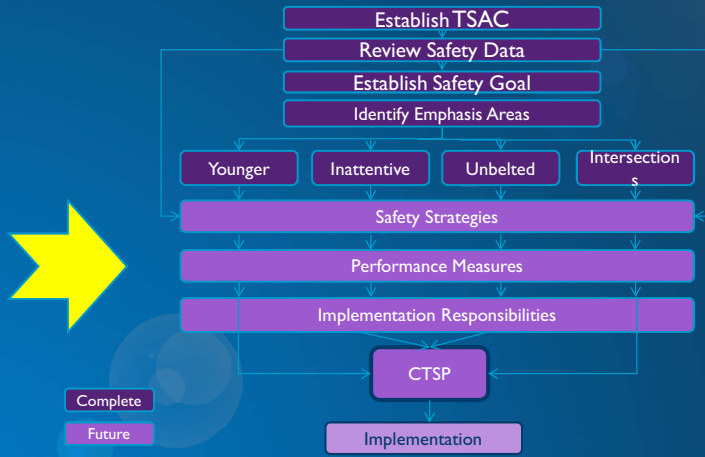 Establish TSAC
Review Safety Data
Establish Safety Goal
Identify Emphasis Areas
Younger
Inattentive
Unbelted
Intersection
s
Safety Strategies
Performance Measures
Implementation Responsibilities
CTSP
Complete
Future
Implementation